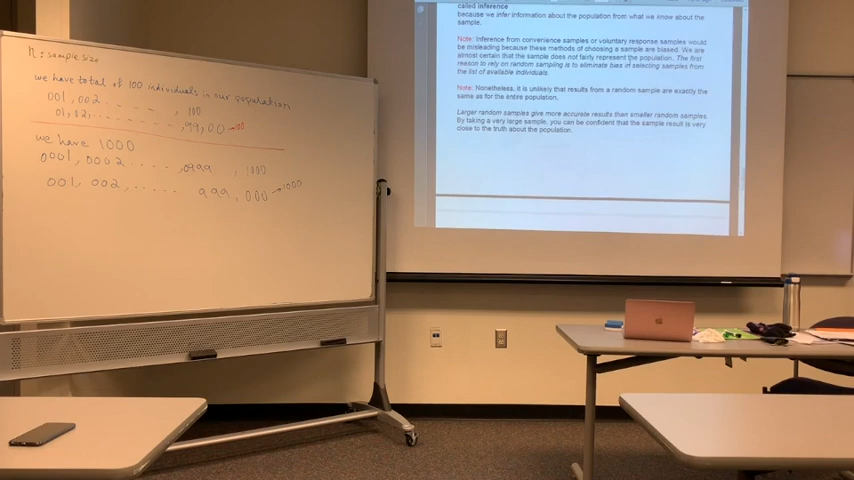 n : sample size
we have total of 100 individuals in our population
001, 002 . . . . . . , 100
01, 02, . . . . . . . , 99, 00 → 100
we have 1000
0001, 0002 . . . . . , 0999 , 1000
001, 002, . . . . . . 999, 000 → 1000
called inference
because we infer information about the population from what we know about the
sample.
Note: Inference from convenience samples or voluntary response samples would
be misleading because these methods of choosing a sample are biased. We are
almost certain that the sample does not fairly represent the population. The first
reason to rely on random sampling is to eliminate bias in selecting samples from
the list of available individuals.
Note: Nonetheless, it is unlikely that results from a random sample are exactly the
same as for the entire population.
Larger random samples give more accurate results than smaller random samples.
By taking a very large sample, you can be confident that the sample result is very
close to the truth about the population.